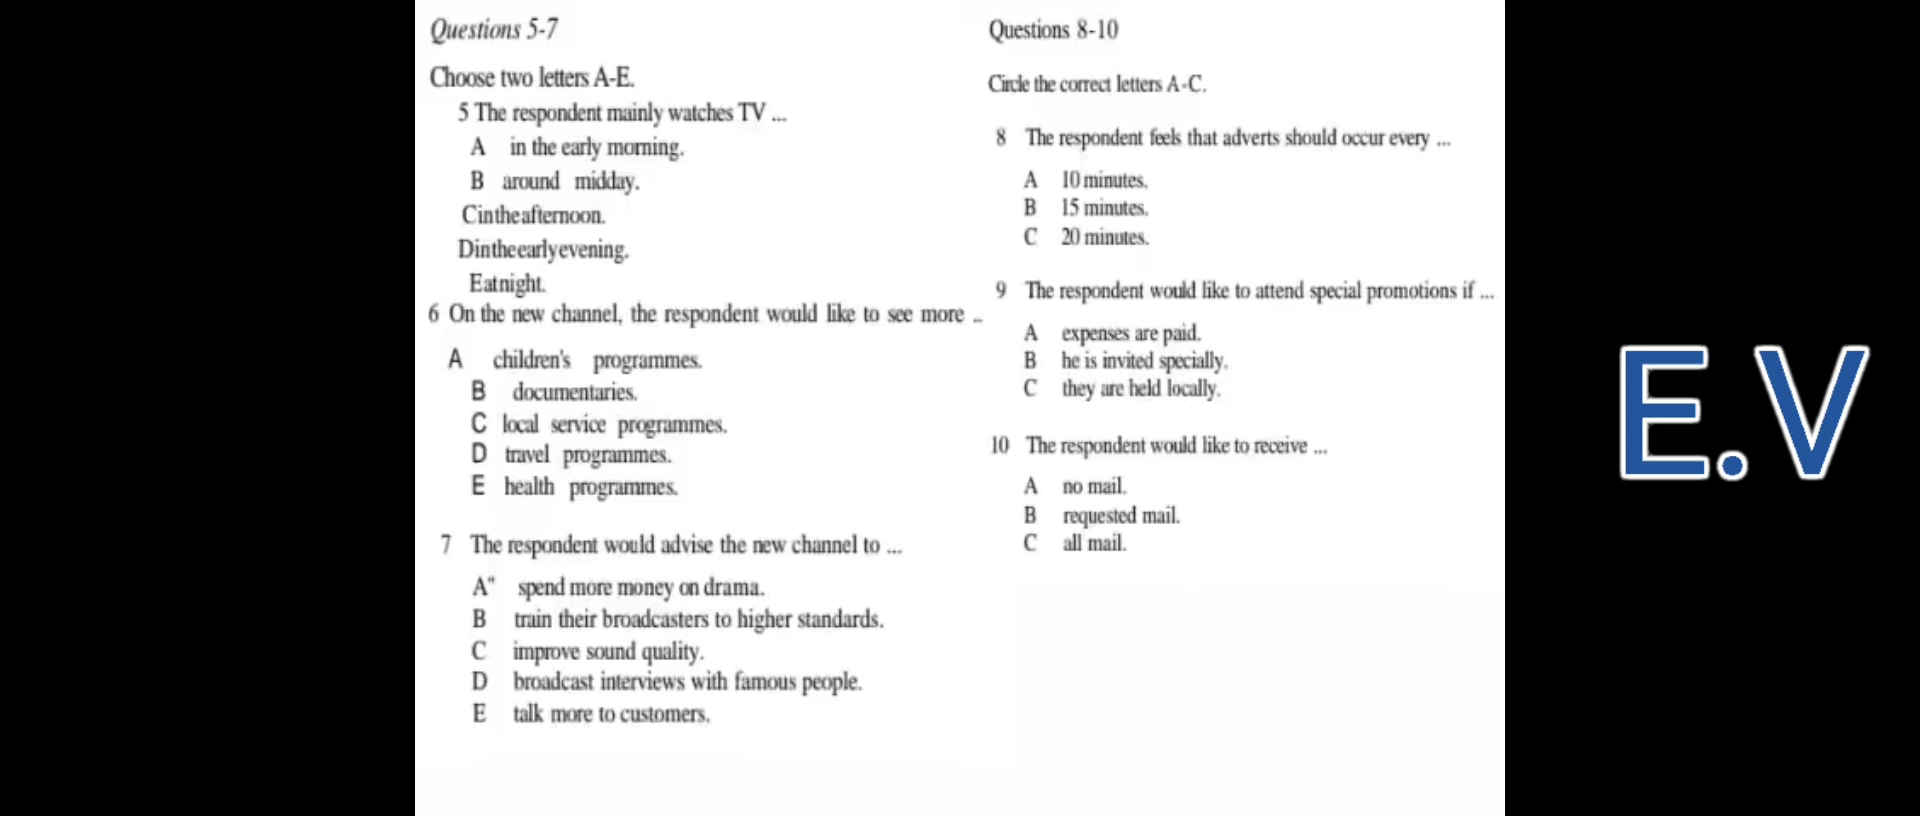 Questions 5-7
Choose two letters A-E.
5 The respondent mainly watches TV ...
A in the early morning.
B around midday.
Cintheafternoon.
Dintheearlyevening.
Eatnight.
6 On the new channel, the respondent would like to see more ..
A children's programmes.
B documentaries.
C local service programmes.
D travel programmes.
E health programmes.
7 The respondent would advise the new channel to ...
A" spend more money on drama.
B train their broadcasters to higher standards.
C improve sound quality.
D broadcast interviews with famous people.
E talk more to customers.
Questions 8-10
Circle the correct letters A-C.
8 The respondent feels that adverts should occur every ...
A 10 minutes.
B 15 minutes.
C 20 minutes.
9 The respondent would like to attend special promotions if ...
A expenses are paid.
B he is invited specially.
C they are held locally.
10 The respondent would like to receive ...
A no mail.
B requested mail.
C all mail.
E.V